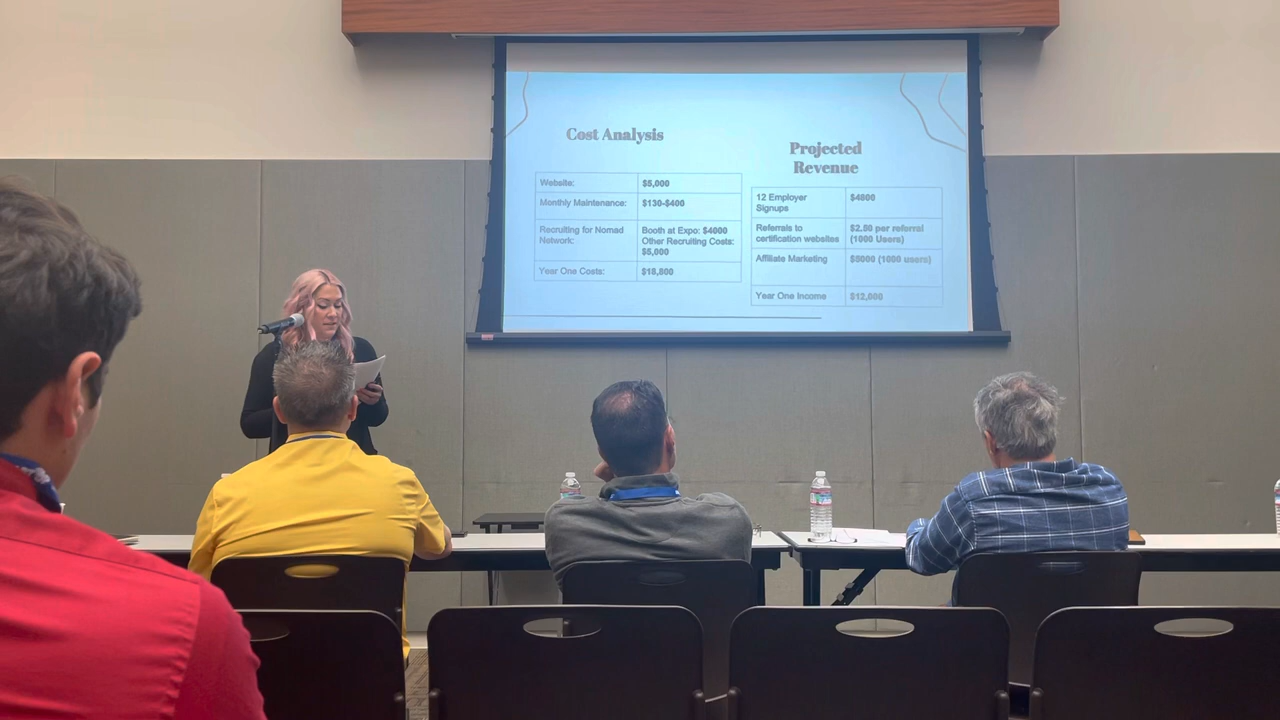 Cost Analysis
Website: $5,000
Monthly Maintenance: $130-$400
Recruiting for Nomad Booth at Expo: $4000
Network: Other Recruiting Costs:
$5,000
Year One Costs: $18,800
Projected
Revenue
12 Employer $4500
Signups
Referrals to $2.50 per referral
certification websites (1000 Users)
Affiliate Marketing $5000 (1000 users)
Year One Income $12,000